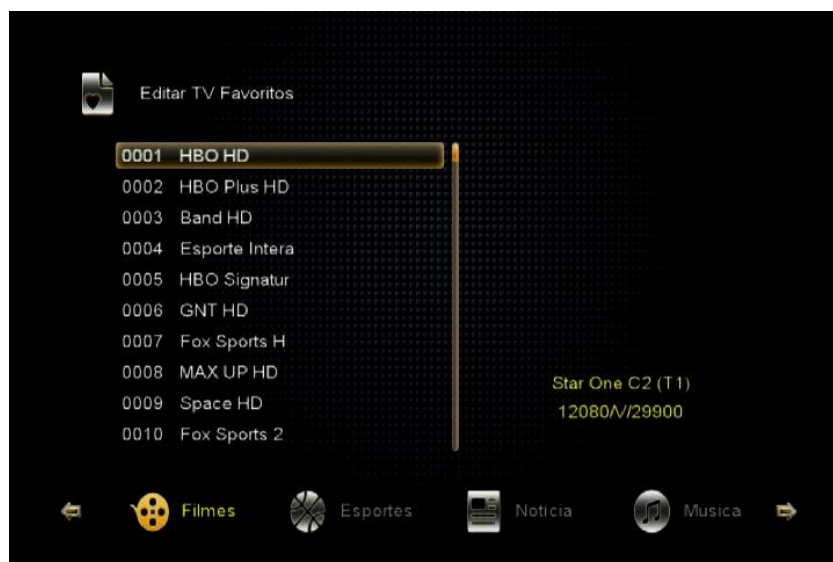 Editar TV Favoritos
0001 HBO HD
0002 HBO Plus HD
0003 Band HD
0004 Esporte Intera
0005 HBO Signatur
0006 GNT HD
0007 Fox Sports H
0008 MAX UP HD
0009 Space HD
0010 Fox Sports 2
Star One C2 (T1)
12080/V/29900
Filmes Esportes Noticia Musica